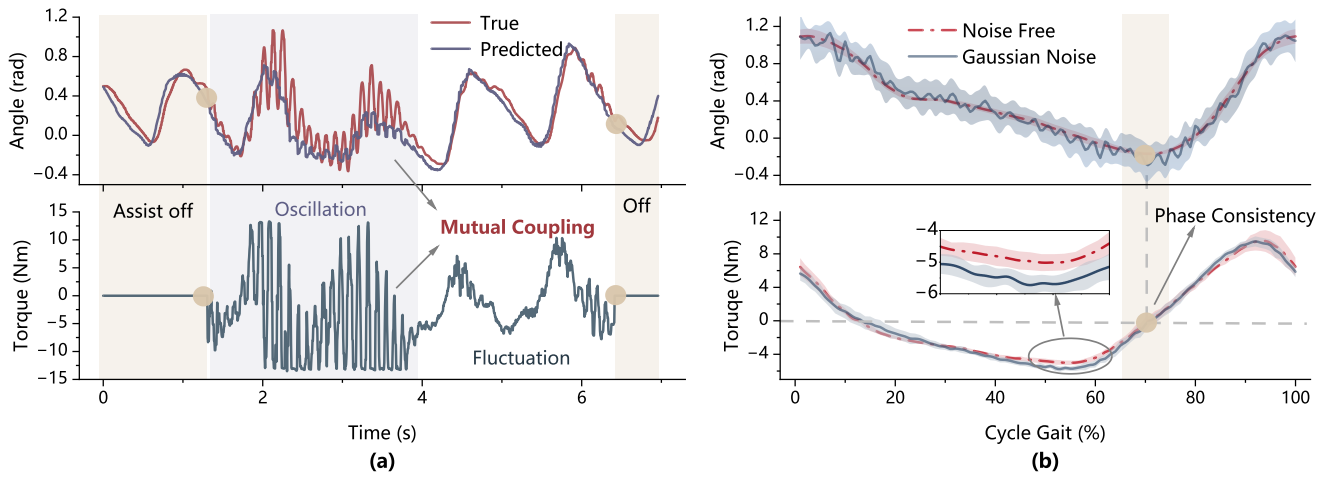 1.2
0.8
0.4
0.0
−0.4
Angle (rad)
True
Predicted
15
10
5
0
−5
−10
−15
Torque (Nm)
Assist off
Oscillation
Off
Mutual Coupling
Fluctuation
0
2
4
6
Time (s)
(a)
1.2
0.8
0.4
0.0
−0.4
Angle (rad)
Noise Free
Gaussian Noise
12
8
4
0
−4
Toruqe (Nm)
−4
−5
−6
Phase Consistency
0
20
40
60
80
100
Cycle Gait (%)
(b)